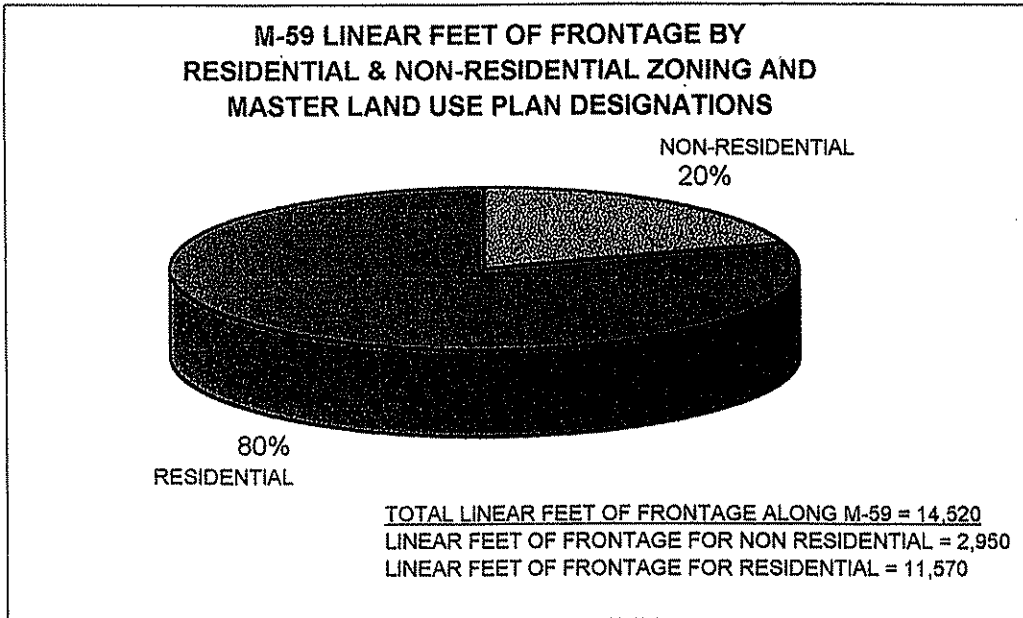 M-59 LINEAR FEET OF FRONTAGE BY
RESIDENTIAL & NON-RESIDENTIAL ZONING AND
MASTER LAND USE PLAN DESIGNATIONS
NON-RESIDENTIAL
20%
80%
RESIDENTIAL
TOTAL LINEAR FEET OF FRONTAGE ALONG M-59 = 14,520
LINEAR FEET OF FRONTAGE FOR NON RESIDENTIAL = 2,950
LINEAR FEET OF FRONTAGE FOR RESIDENTIAL = 11,570